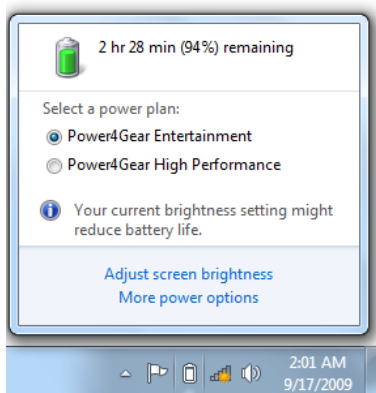 2 hr 28 min (94%) remaining
Select a power plan:
Power4Gear Entertainment
Power4Gear High Performance
Your current brightness setting might
reduce battery life.
Adjust screen brightness
More power options
2:01 AM
9/17/2009